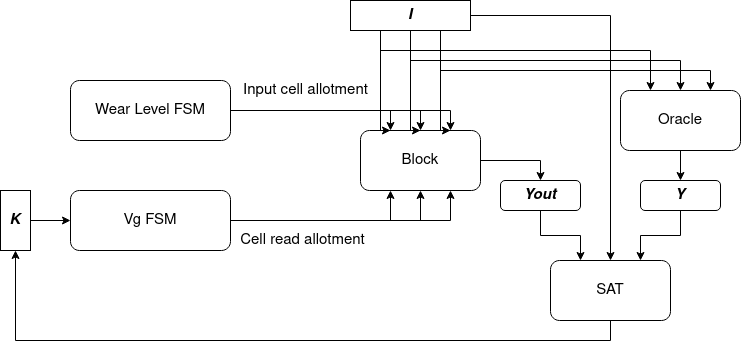 I
Input cell allotment
Wear Level FSM
Oracle
Block
Yout
Y
K
Vg FSM
Cell read allotment
SAT